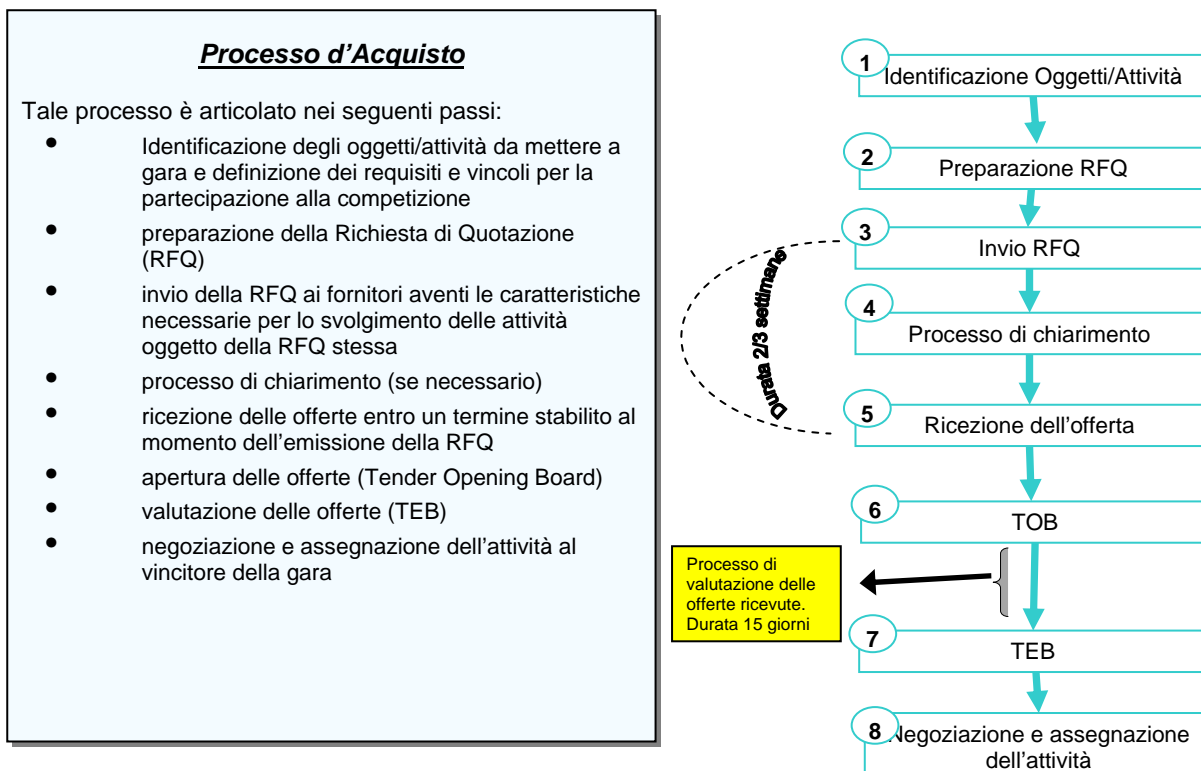 Processo d'Acquisto
Tale processo è articolato nei seguenti passi:
• Identificazione degli oggetti/attività da mettere a
gara e definizione dei requisiti e vincoli per la
partecipazione alla competizione
• preparazione della Richiesta di Quotazione
(RFQ)
• invio della RFQ ai fornitori aventi le caratteristiche
necessarie per lo svolgimento delle attività
oggetto della RFQ stessa
• processo di chiarimento (se necessario)
• ricezione delle offerte entro un termine stabilito al
momento dell'emissione della RFQ
• apertura delle offerte (Tender Opening Board)
• valutazione delle offerte (TEB)
• negoziazione e assegnazione dell'attività al
vincitore della gara
1
Identificazione Oggetti/Attività
2
Preparazione RFQ
3
Invio RFQ
4
Processo di chiarimento
5
Ricezione dell'offerta
Durata 2/3 settimane
6
TOB
Processo di
valutazione delle
offerte ricevute.
Durata 15 giorni
7
TEB
8
Negoziazione e assegnazione
dell'attività